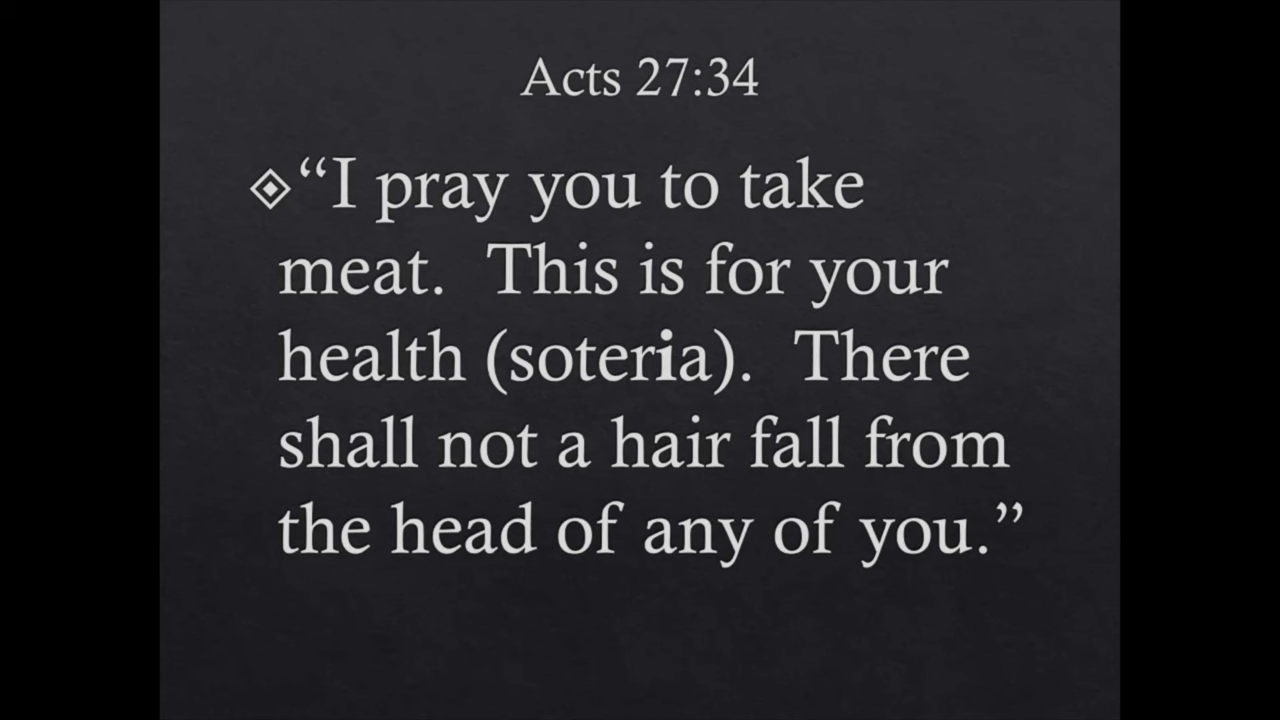 Acts 27:34
“I pray you to take
meat.  This is for your
health (soteria).  There
shall not a hair fall from
the head of any of you.”